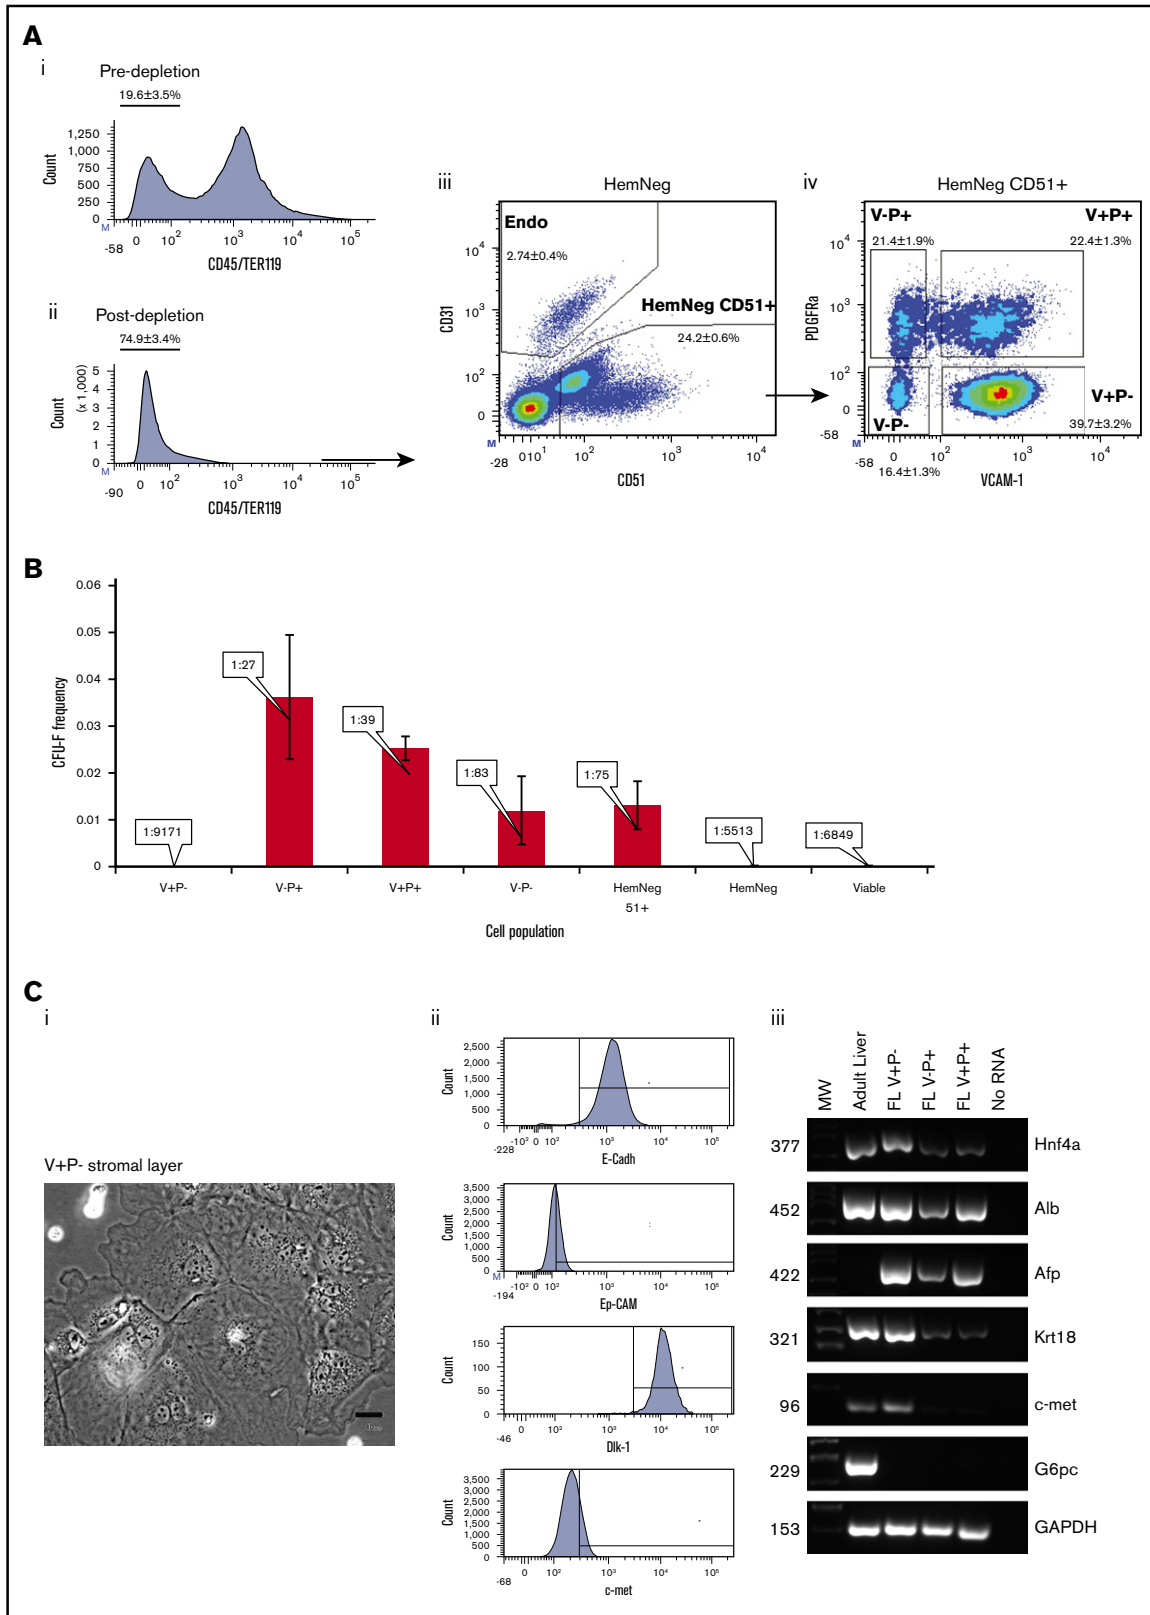 A
i
Pre-depletion
19.6±3.5%
1,250
1,000
750
500
250
0
Count
M
-58
0
10²
10³
10⁴
10⁵
CD45/TER119
ii
Post-depletion
74.9±3.4%
5
4
3
2
1
0
Count
(x 1,000)
M
-90
0
10²
10³
10⁴
10⁵
CD45/TER119
iii
HemNeg
Endo
2.74±0.4%
HemNeg CD51+
24.2±0.6%
10⁴
10³
10²
0
CD31
M
-28
0
10¹
10²
10³
10⁴
CD51
iv
HemNeg CD51+
V-P+
21.4±1.9%
V+P+
22.4±1.3%
V-P-
16.4±1.3%
V+P-
39.7±3.2%
10⁴
10³
10²
0
-58
PDGFRa
M
-58
0
10²
10³
10⁴
VCAM-1
B
0.06
0.05
0.04
0.03
0.02
0.01
0
CFU-F frequency
1:9171
1:27
1:39
1:83
1:75
1:5513
1:6849
V+P-
V-P+
V+P+
V-P-
HemNeg
51+
HemNeg
Viable
Cell population
C
i
V+P- stromal layer
ii
2,500
2,000
1,500
1,000
500
0
Count
-228
-10²
0
10²
10³
10⁴
10⁵
E-Cadh
3,500
3,000
2,500
2,000
1,500
1,000
500
0
Count
M
-194
-10²
0
10²
10³
10⁴
10⁵
Ep-CAM
150
100
50
0
Count
-46
0
10²
10³
10⁴
10⁵
Dlk-1
3,500
3,000
2,500
2,000
1,500
1,000
500
0
Count
-68
0
10²
10³
10⁴
10⁵
c-met
iii
MW
Adult Liver
FL V+P-
FL V-P+
FL V+P+
No RNA
377
Hnf4a
452
Alb
422
Afp
321
Krt18
96
c-met
229
G6pc
153
GAPDH